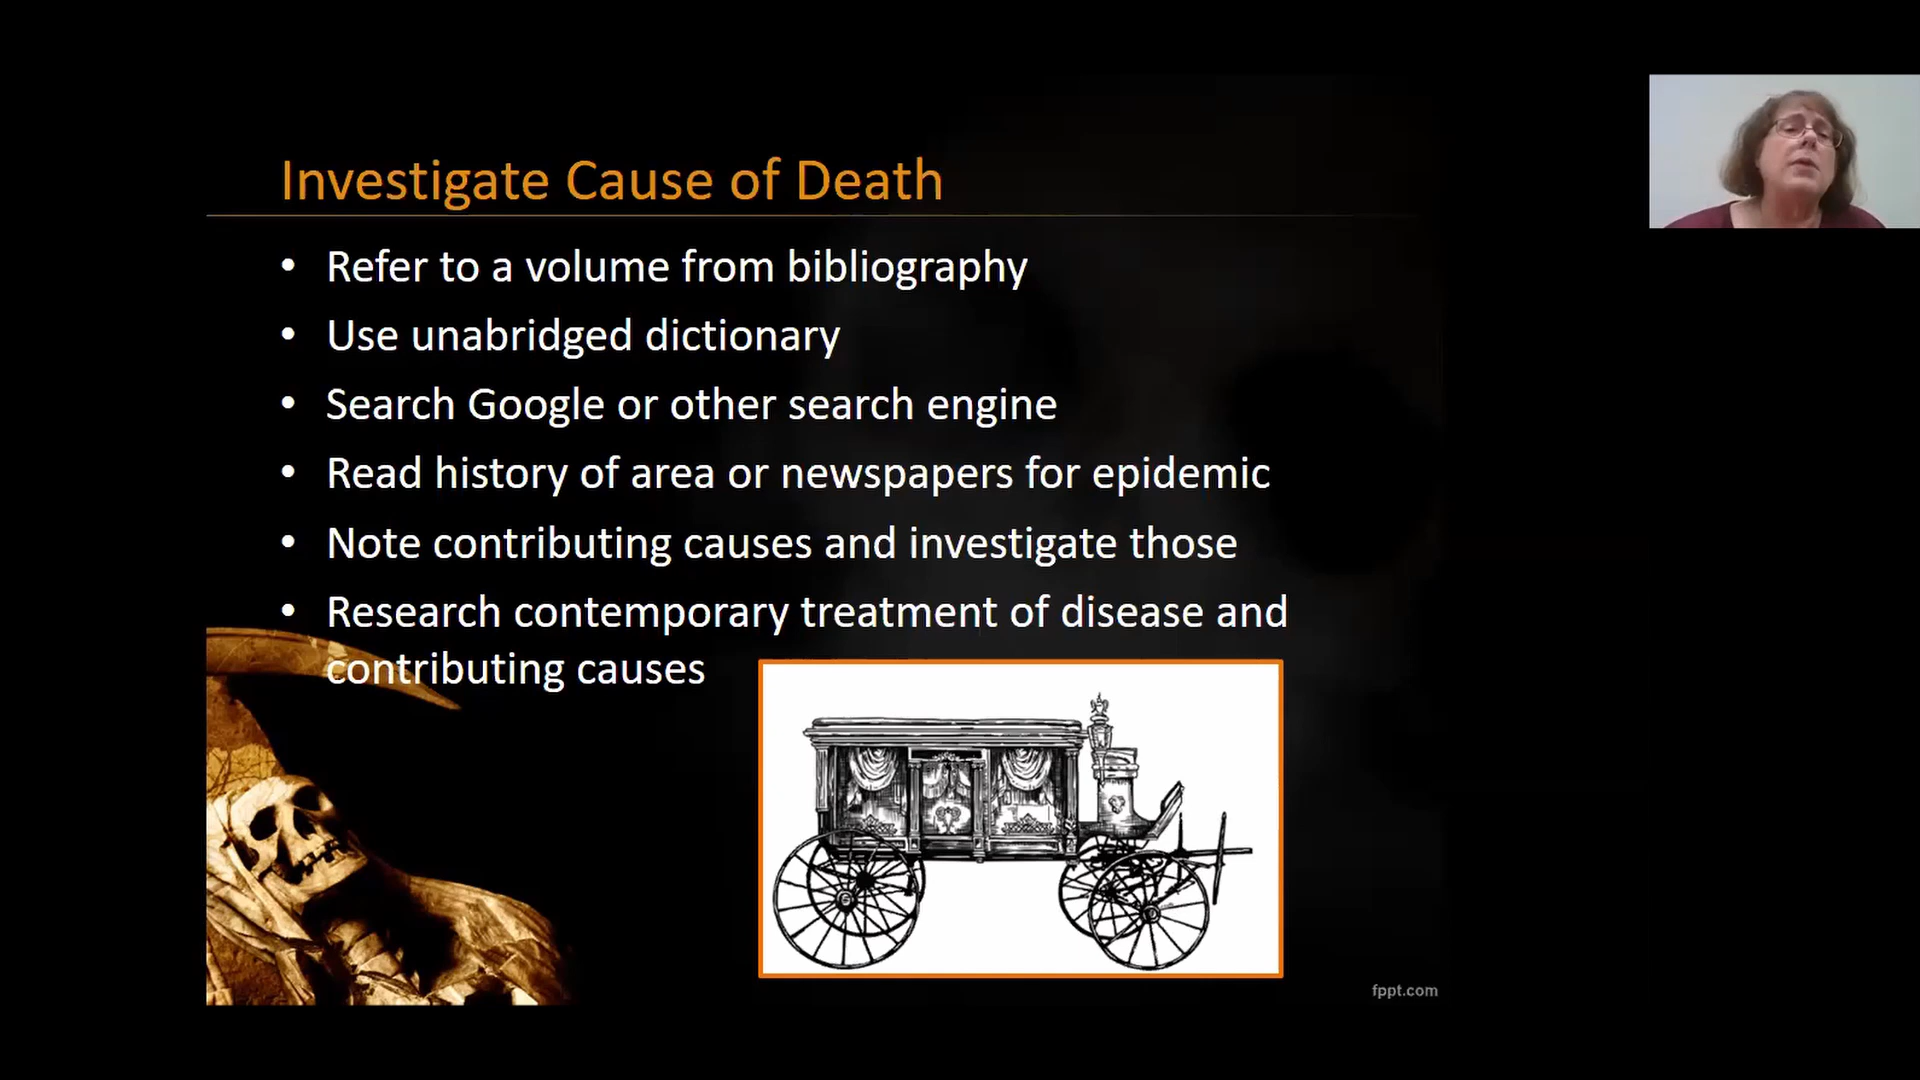 Investigate Cause of Death
• Refer to a volume from bibliography
• Use unabridged dictionary
• Search Google or other search engine
• Read history of area or newspapers for epidemic
• Note contributing causes and investigate those
• Research contemporary treatment of disease and
contributing causes
fppt.com